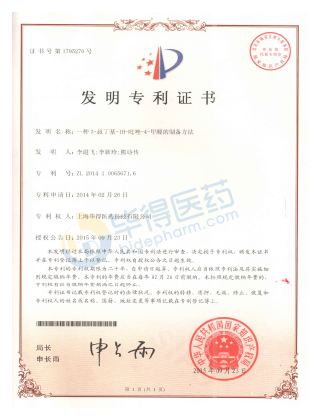 证书号第1795270号
发明专利证书
发明名称:一种3-叔丁基-1H-吡唑-4-甲醛的制备方法
发明人:李进飞;李新玲;熊诗伟
专利号:ZL 2014 1 0065671.6
专利申请日:2014年02月26日
专利权人:上海毕得医药科技有限公司
授权公告日:2015年09月23日
本发明经过本局依照中华人民共和国专利法进行审查,决定授予专利权,颁发本证书
并在专利登记簿上予以登记。专利权自授权公告之日起生效。
本专利的专利权期限为二十年,自申请日起算。专利权人应当依照专利法及其实施细
则规定缴纳年费。本专利的年费应当在每年02月26日前缴纳。未按照规定缴纳年费的,
专利权自应当缴纳年费期满之日起终止。
专利证书记载专利权登记时的法律状况。专利权的转移、质押、无效、终止、恢复和
专利权人的姓名或名称、国籍、地址变更等事项记载在专利登记簿上。
毕得医药
局长
申长雨
申长雨
中华人民共和国国家知识产权局
2015年09月23日
第1页(共1页)